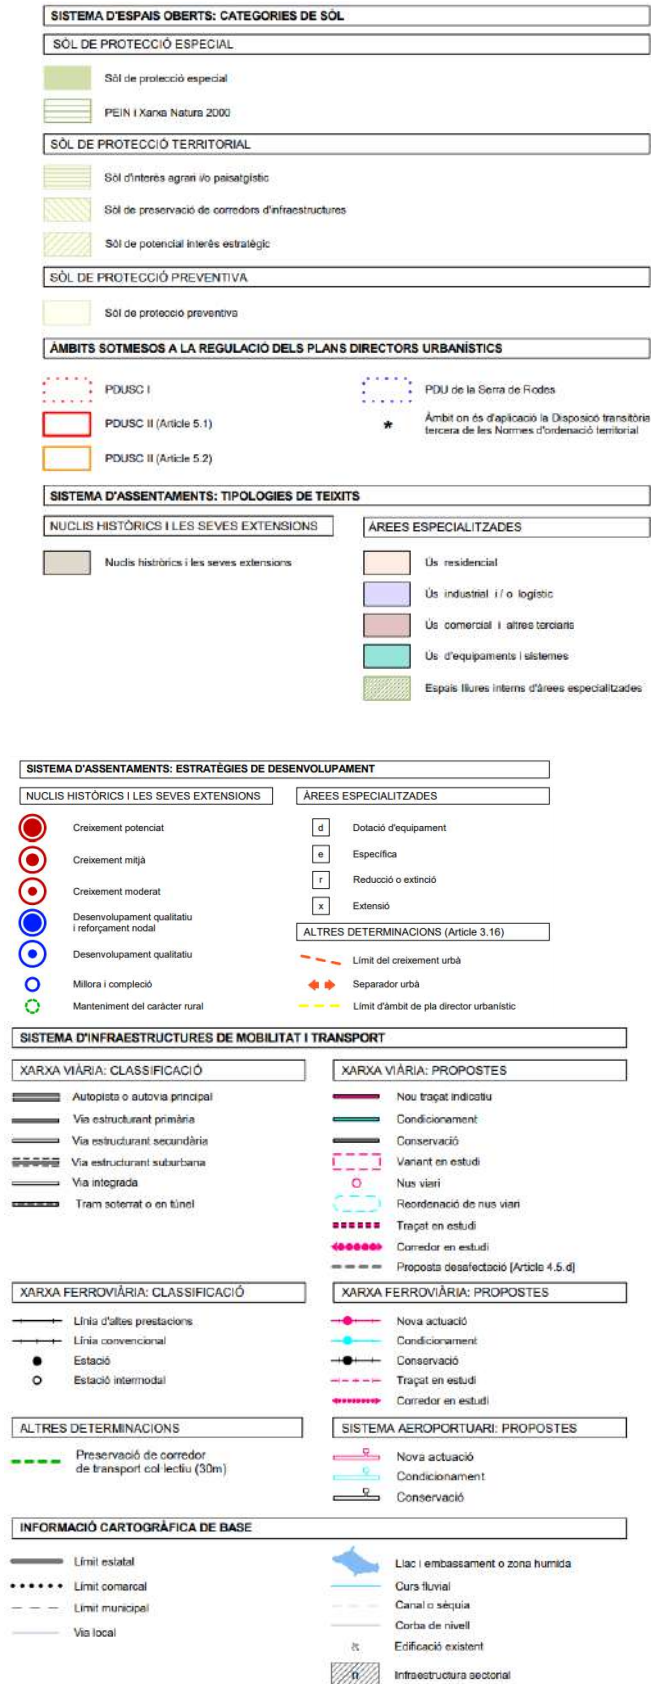 SISTEMA D'ESPAIS OBERTS: CATEGORIES DE SÒL
SÒL DE PROTECCIÓ ESPECIAL
Sòl de protecció especial
PEIN i Xarxa Natura 2000
SÒL DE PROTECCIÓ TERRITORIAL
Sòl d'interès agrari i/o paisatgístic
Sòl de preservació de corredors d'infraestructures
Sòl de potencial interès estratègic
SÒL DE PROTECCIÓ PREVENTIVA
Sòl de protecció preventiva
ÀMBITS SOTMESOS A LA REGULACIÓ DELS PLANS DIRECTORS URBANÍSTICS
PDUSC I
PDUSC II (Article 5.1)
PDUSC II (Article 5.2)
PDU de la Serra de Rodes
* Àmbit on és d'aplicació la Disposició transitòria
tercera de les Normes d'ordenació territorial
SISTEMA D'ASSENTAMENTS: TIPOLOGIES DE TEIXITS
NUCLIS HISTÒRICS I LES SEVES EXTENSIONS
Nuclis històrics i les seves extensions
ÀREES ESPECIALITZADES
Ús residencial
Ús industrial i / o logístic
Ús comercial i altres terciaris
Ús d'equipaments i sistemes
Espais lliures interns d'àrees especialitzades
SISTEMA D'ASSENTAMENTS: ESTRATÈGIES DE DESENVOLUPAMENT
NUCLIS HISTÒRICS I LES SEVES EXTENSIONS
Creixement potenciat
Creixement mitjà
Creixement moderat
Desenvolupament qualitatiu
i reforçament nodal
Desenvolupament qualitatiu
Millora i compleció
Manteniment del caràcter rural
ÀREES ESPECIALITZADES
d Dotació d'equipament
e Específica
r Reducció o extinció
x Extensió
ALTRES DETERMINACIONS (Article 3.16)
Límit del creixement urbà
Separador urbà
Límit d'àmbit de pla director urbanístic
SISTEMA D'INFRAESTRUCTURES DE MOBILITAT I TRANSPORT
XARXA VIÀRIA: CLASSIFICACIÓ
Autopista o autovia principal
Via estructurant primària
Via estructurant secundària
Via estructurant suburbana
Via integrada
Tram soterrat o en túnel
XARXA VIÀRIA: PROPOSTES
Nou traçat indicatiu
Condicionament
Conservació
Variant en estudi
Nus viari
Reordenació de nus viari
Traçat en estudi
Corredor en estudi
Proposta desafectació [Article 4.5.d]
XARXA FERROVIÀRIA: CLASSIFICACIÓ
Línia d'altes prestacions
Línia convencional
Estació
Estació intermodal
XARXA FERROVIÀRIA: PROPOSTES
Nova actuació
Condicionament
Conservació
Traçat en estudi
Corredor en estudi
ALTRES DETERMINACIONS
Preservació de corredor
de transport col·lectiu (30m)
SISTEMA AEROPORTUARI: PROPOSTES
Nova actuació
Condicionament
Conservació
INFORMACIÓ CARTOGRÀFICA DE BASE
Límit estatal
Límit comarcal
Límit municipal
Via local
Llac i embassament o zona humida
Curs fluvial
Canal o sèquia
Corba de nivell
Edificació existent
n Infraestructura sectorial